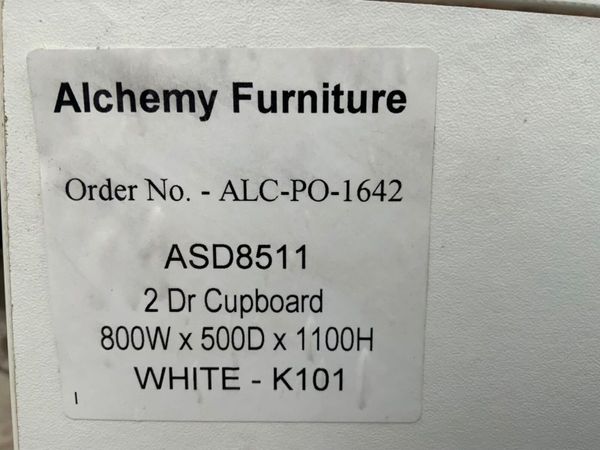 Alchemy Furniture
Order No. - ALC-PO-1642
ASD8511
2 Dr Cupboard
800W x 500D x 1100H
WHITE - K101